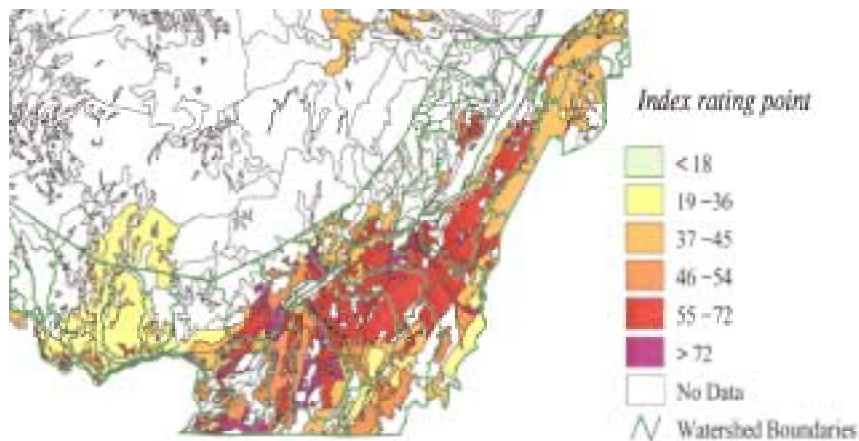 Index rating point
< 18
19 – 36
37 – 45
46 – 54
55 – 72
> 72
No Data
Watershed Boundaries